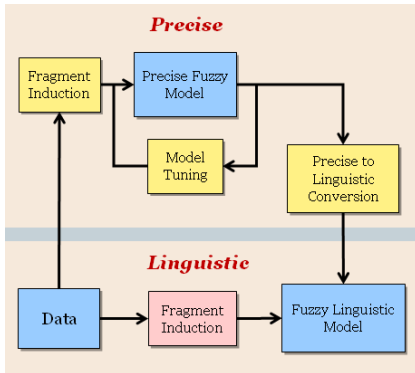 Precise
Fragment
Induction
Precise Fuzzy
Model
Model
Tuning
Precise to
Linguistic
Conversion
Linguistic
Data
Fragment
Induction
Fuzzy Linguistic
Model